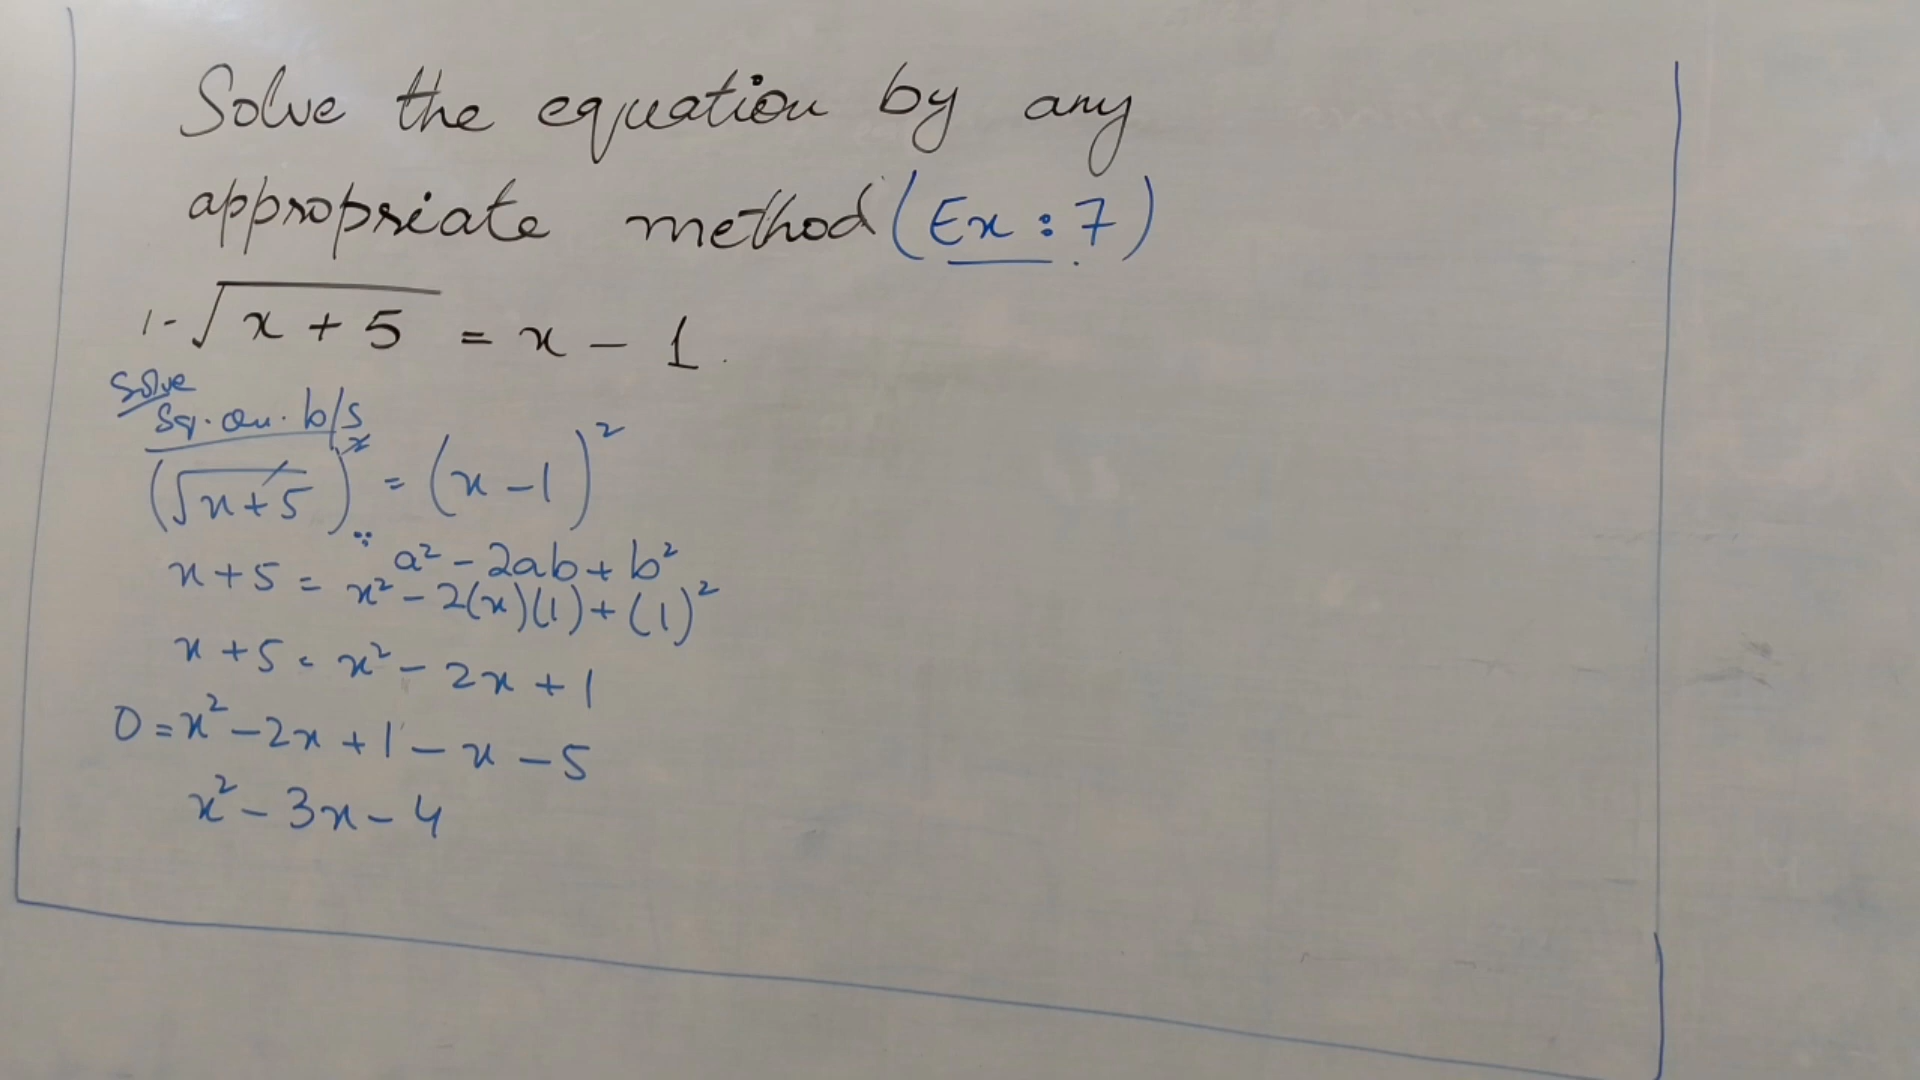 Solve the equation by any
appropriate method (Ex : 7)
1- √x + 5 = x - 1
Solve
Sq. on. b/s
(√x+5)² = (x-1)²
∵ a² - 2ab + b²
x+5 = x² - 2(x)(1) + (1)²
x+5 = x² - 2x + 1
0 = x² - 2x + 1 - x - 5
x² - 3x - 4